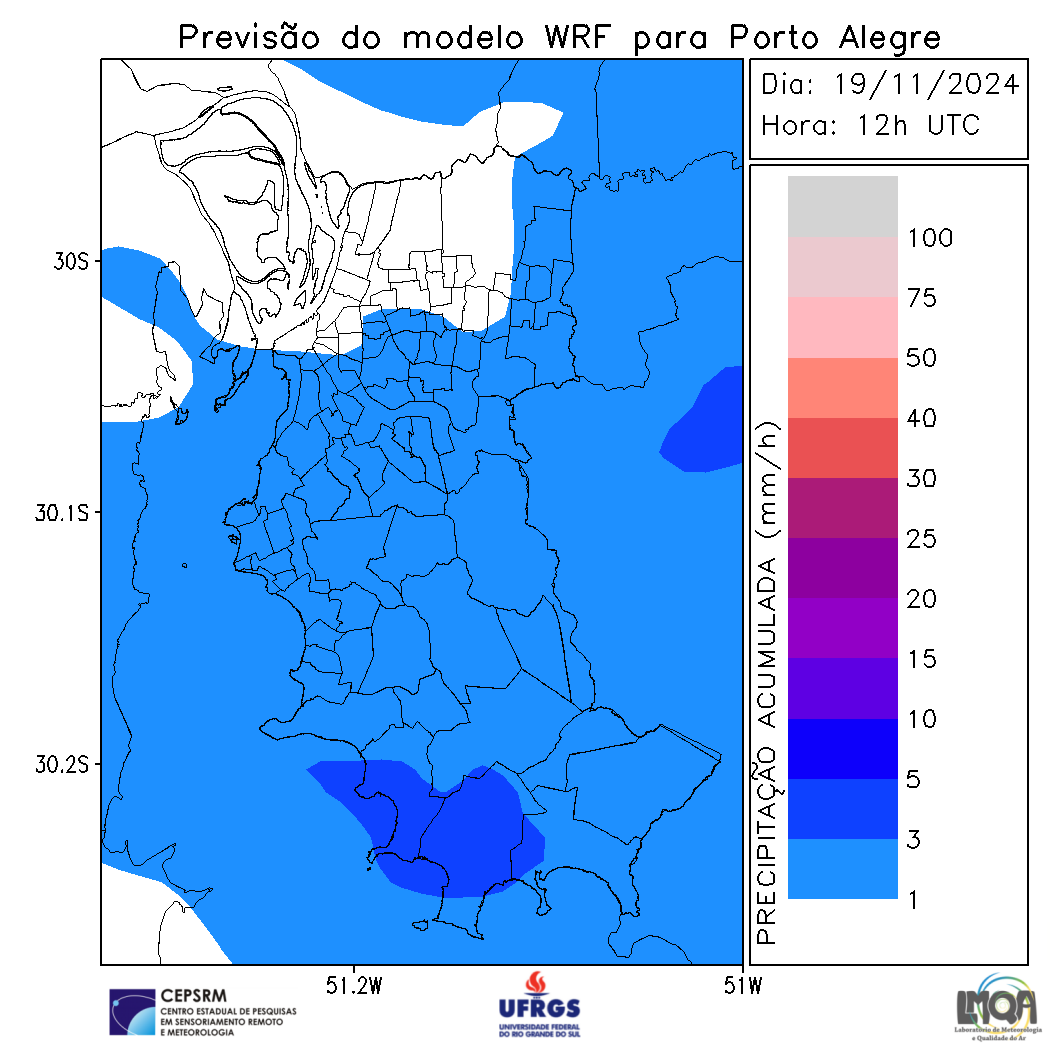 Previsão do modelo WRF para Porto Alegre
Dia: 19/11/2024
Hora: 12h UTC
30S
30.1S
30.2S
51.2W
51W
PRECIPITAÇÃO ACUMULADA (mm/h)
100
75
50
40
30
25
20
15
10
5
3
1
CEPSRM
CENTRO ESTADUAL DE PESQUISAS
EM SENSORIAMENTO REMOTO
E METEOROLOGIA
UFRGS
UNIVERSIDADE FEDERAL
DO RIO GRANDE DO SUL
LMQA
Laboratório de Meteorologia
e Qualidade do Ar